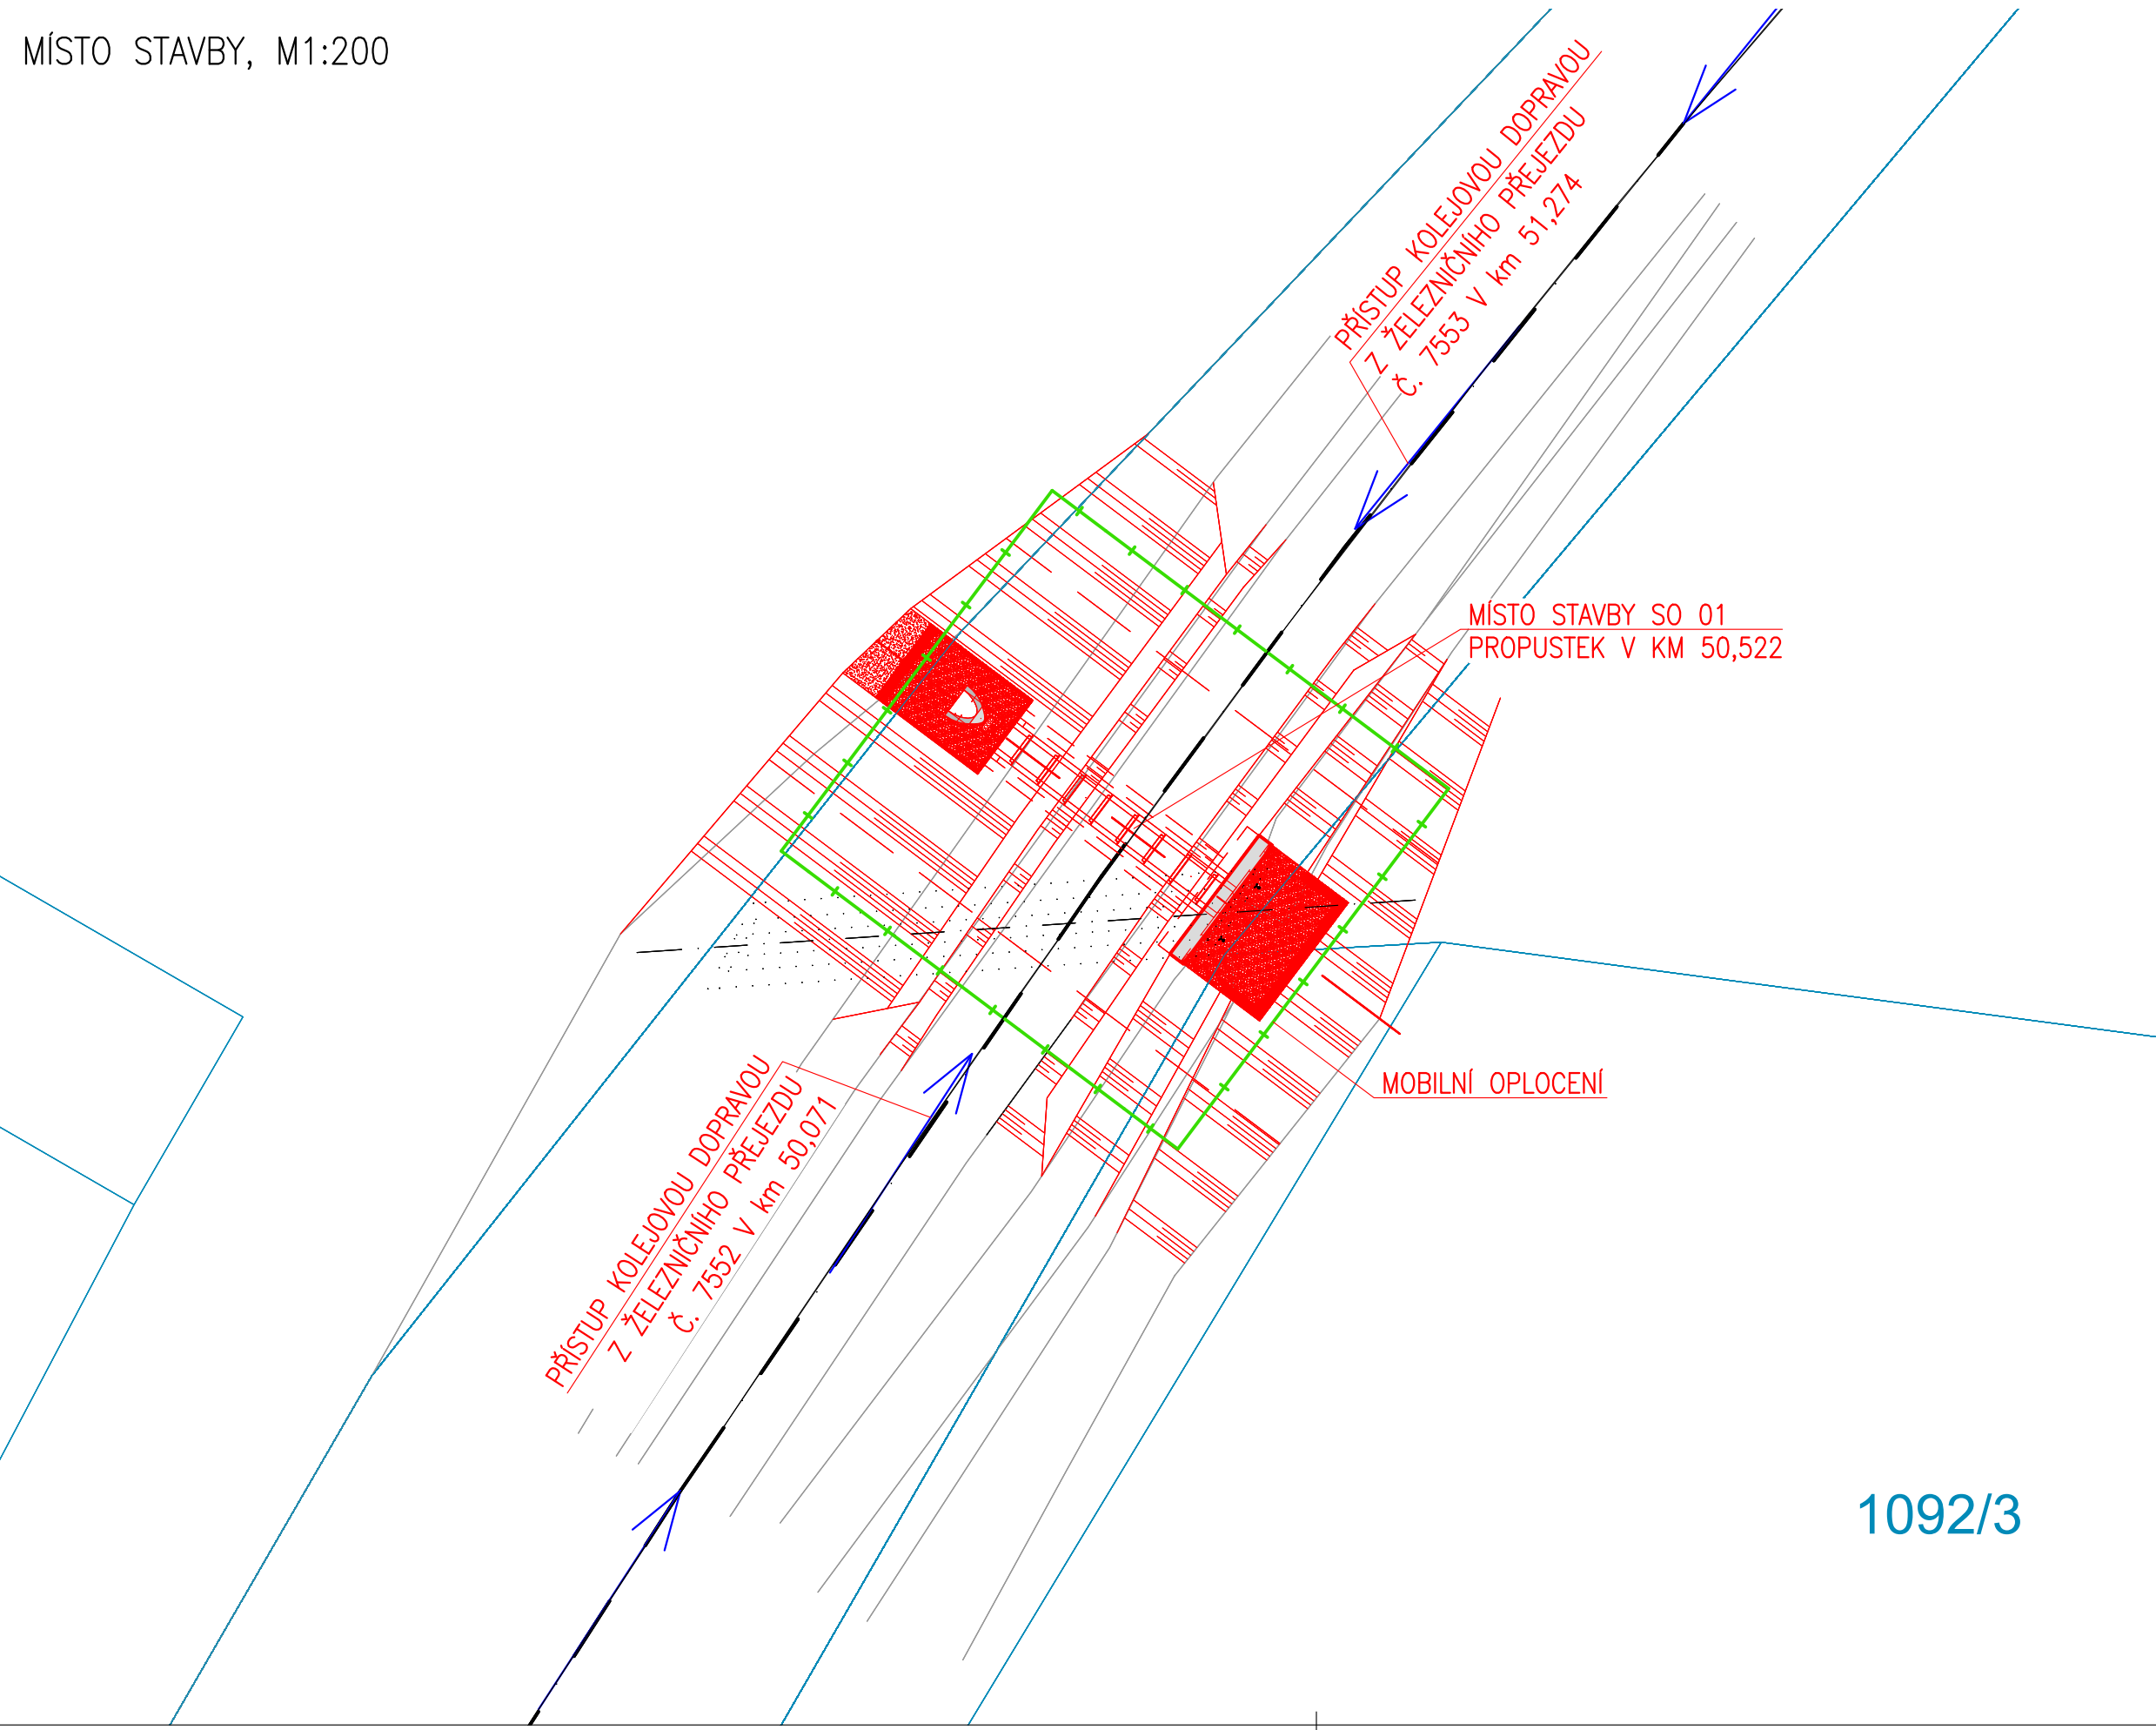 MÍSTO STAVBY, M1:200
PŘÍSTUP KOLEJOVOU DOPRAVOU
Z ŽELEZNIČNÍHO PŘEJEZDU
Č. 7553 V km 51,274
MÍSTO STAVBY SO 01
PROPUSTEK V KM 50,522
MOBILNÍ OPLOCENÍ
PŘÍSTUP KOLEJOVOU DOPRAVOU
Z ŽELEZNIČNÍHO PŘEJEZDU
Č. 7552 V km 50,071
1092/3